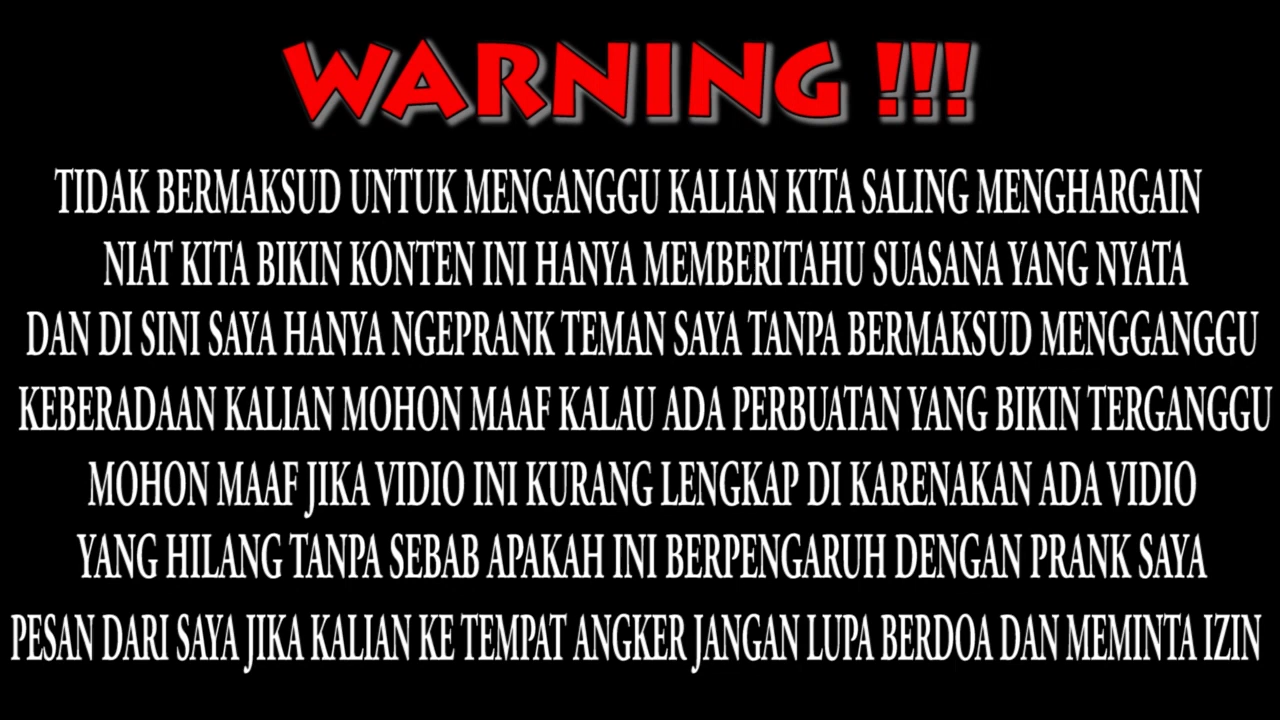 WARNING !!!
TIDAK BERMAKSUD UNTUK MENGANGGU KALIAN KITA SALING MENGHARGAIN
NIAT KITA BIKIN KONTEN INI HANYA MEMBERITAHU SUASANA YANG NYATA
DAN DI SINI SAYA HANYA NGEPRANK TEMAN SAYA TANPA BERMAKSUD MENGGANGGU
KEBERADAAN KALIAN MOHON MAAF KALAU ADA PERBUATAN YANG BIKIN TERGANGGU
MOHON MAAF JIKA VIDIO INI KURANG LENGKAP DI KARENAKAN ADA VIDIO
YANG HILANG TANPA SEBAB APAKAH INI BERPENGARUH DENGAN PRANK SAYA
PESAN DARI SAYA JIKA KALIAN KE TEMPAT ANGKER JANGAN LUPA BERDOA DAN MEMINTA IZIN